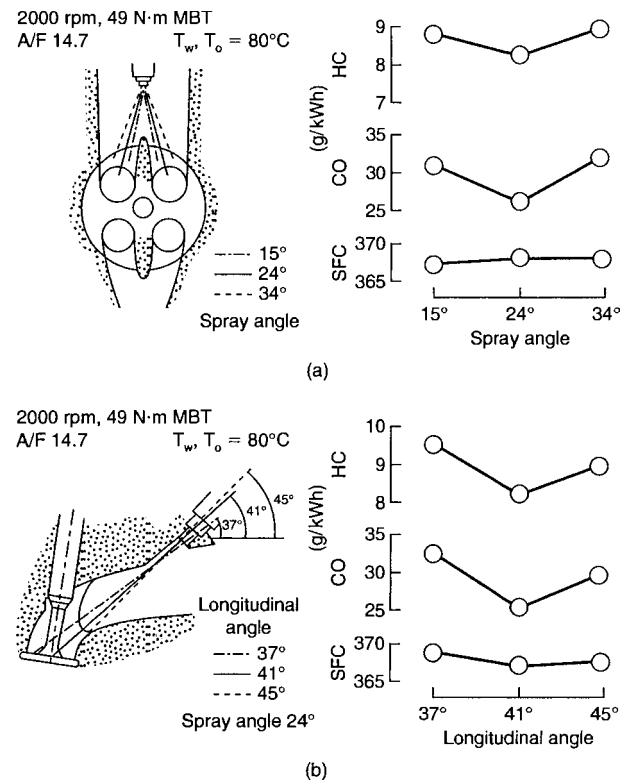 2000 rpm, 49 N·m MBT
A/F 14.7 T_w, T_o = 80°C
15°
24°
34°
Spray angle
9
8
7
HC
(g/kWh)
35
30
25
CO
370
365
SFC
15° 24° 34°
Spray angle
(a)
2000 rpm, 49 N·m MBT
A/F 14.7 T_w, T_o = 80°C
45°
41°
37°
Longitudinal
angle
37°
41°
45°
Spray angle 24°
10
9
8
HC
(g/kWh)
35
30
25
CO
370
365
SFC
37° 41° 45°
Longitudinal angle
(b)